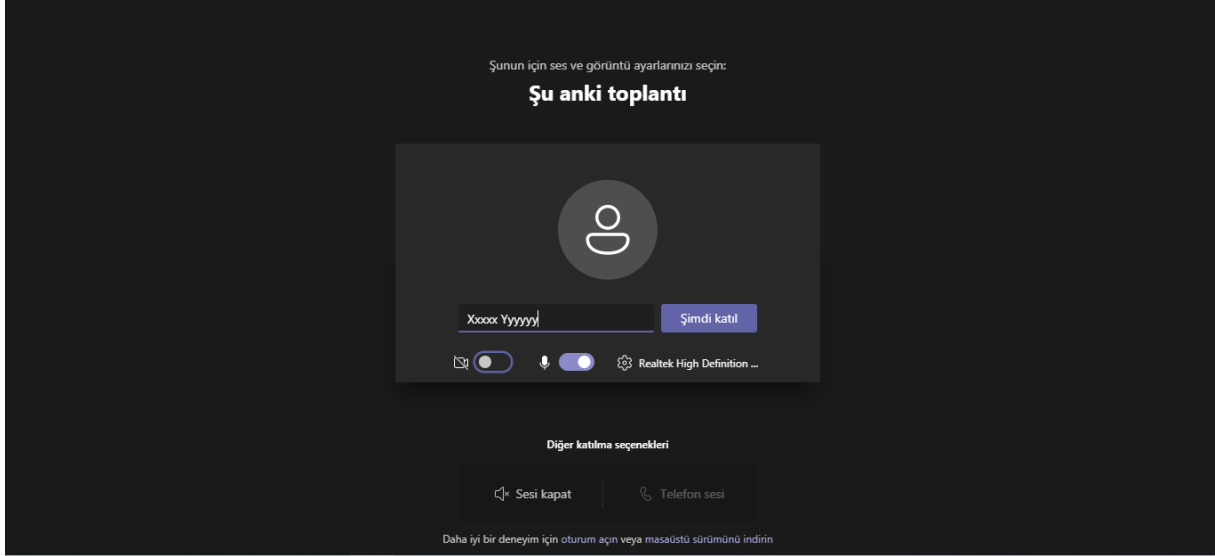 Şunun için ses ve görüntü ayarlarınızı seçin:
Şu anki toplantı
Xxxxx Yyyyyy
Şimdi katıl
Realtek High Definition ...
Diğer katılma seçenekleri
Sesi kapat
Telefon sesi
Daha iyi bir deneyim için oturum açın veya masaüstü sürümünü indirin